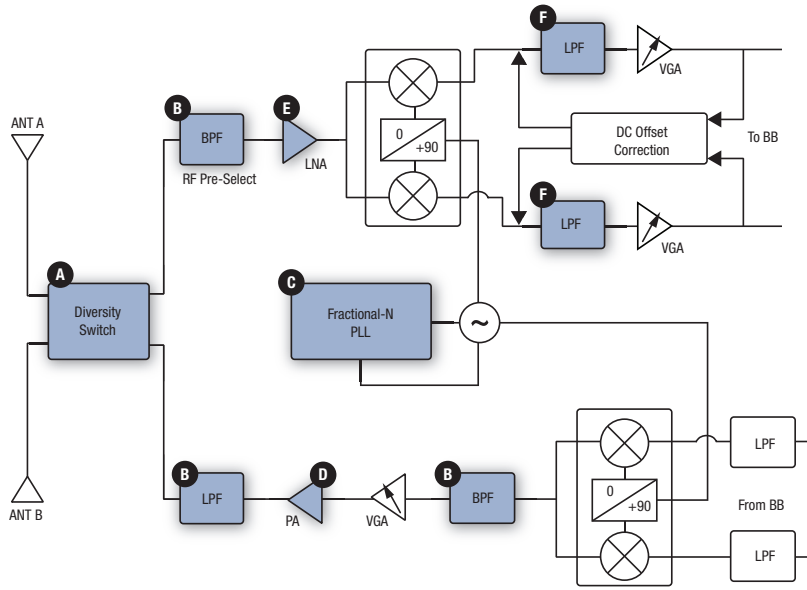 F
LPF
VGA
B
E
ANT A
BPF
LNA
RF Pre-Select
0
+90
DC Offset
Correction
To BB
F
LPF
VGA
A
Diversity
Switch
C
Fractional-N
PLL
~
ANT B
B
LPF
D
PA
VGA
B
BPF
0
+90
LPF
From BB
LPF